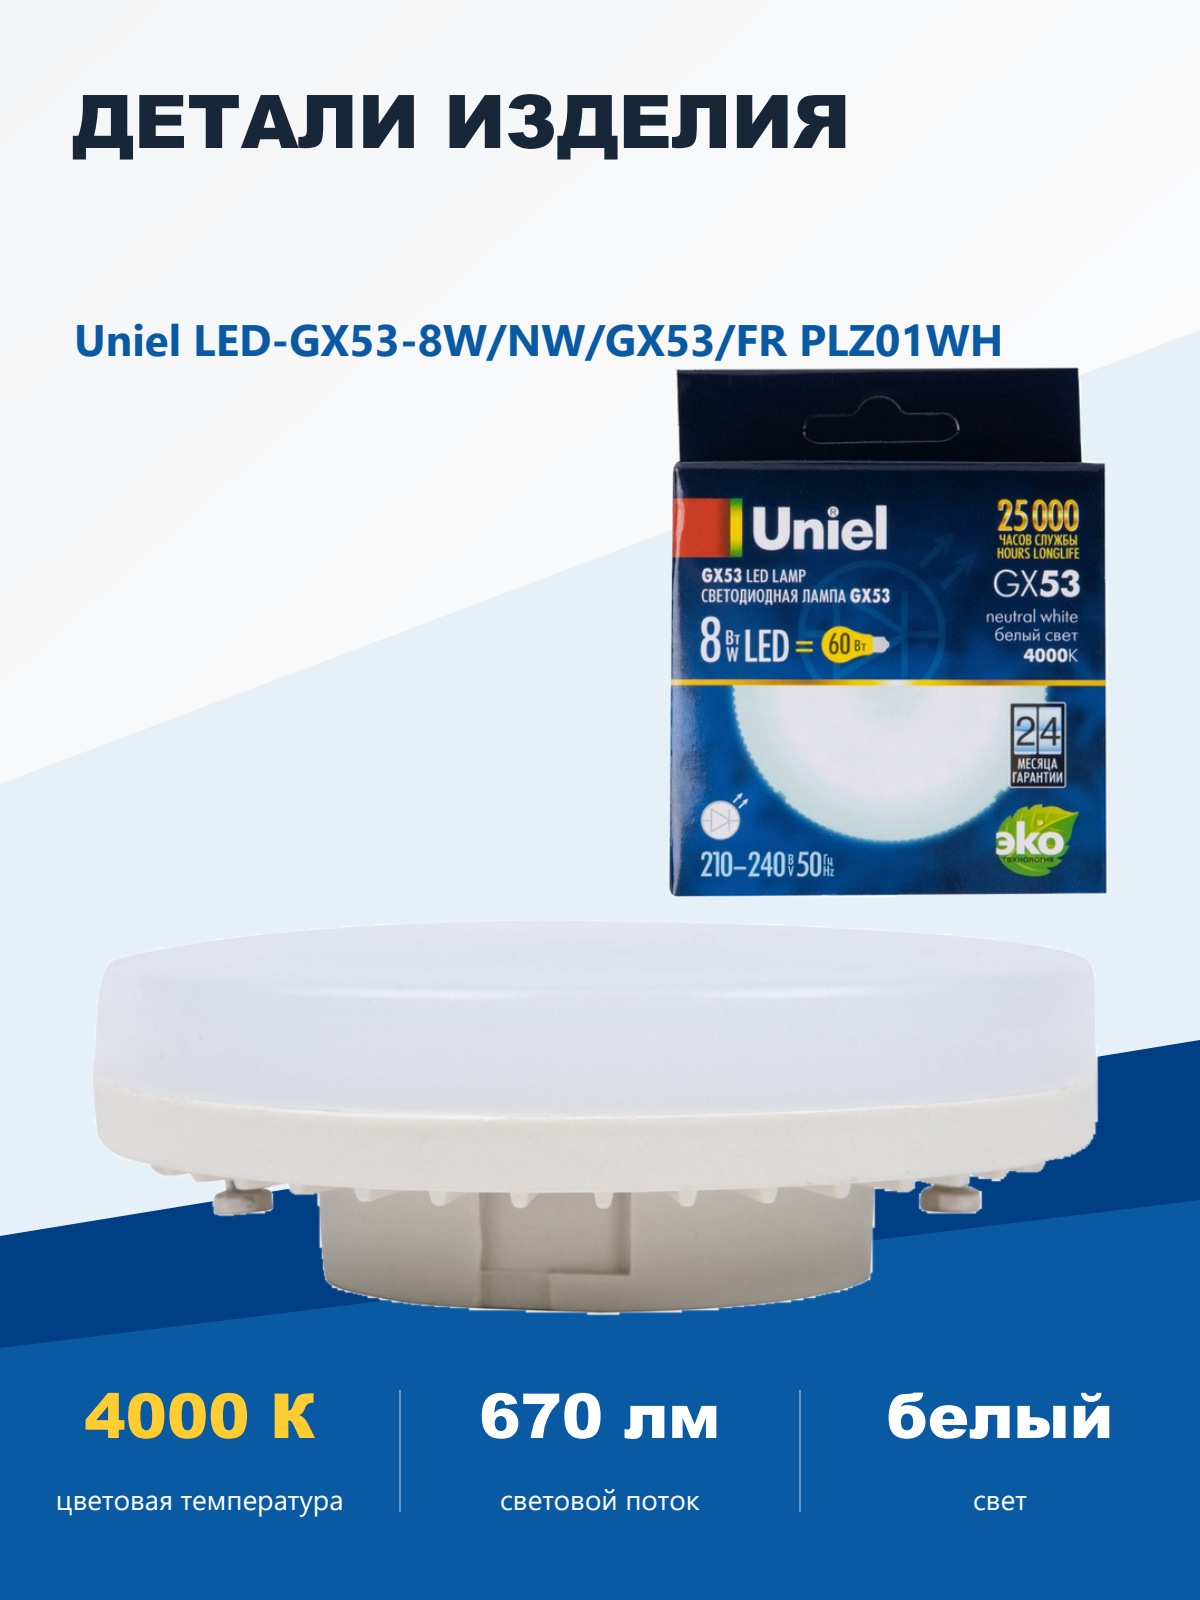 ДЕТАЛИ ИЗДЕЛИЯ
Uniel LED-GX53-8W/NW/GX53/FR PLZ01WH
Uniel®
25 000
ЧАСОВ СЛУЖБЫ
HOURS LONGLIFE
GX53 LED LAMP
СВЕТОДИОДНАЯ ЛАМПА GX53
GX53
neutral white
белый свет
4000K
8 Вт W LED = 60 Вт
24
МЕСЯЦА
ГАРАНТИИ
эко
технология
210–240 В V 50 Гц Hz
4000 К
цветовая температура
670 лм
световой поток
белый
свет